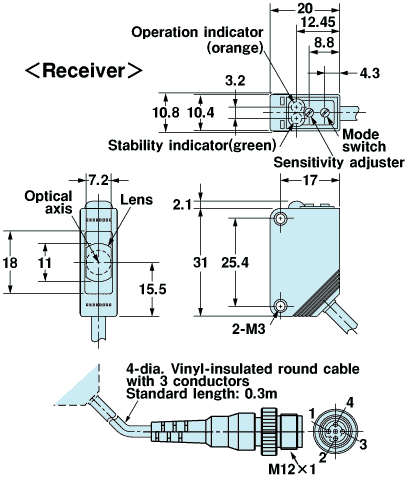 20
Operation indicator
(orange)
12.45
8.8
<Receiver>
3.2
4.3
10.8
10.4
Stability indicator(green)
Mode
switch
Sensitivity adjuster
7.2
17
Optical
axis
Lens
2.1
18
11
31
25.4
15.5
2-M3
4-dia. Vinyl-insulated round cable
with 3 conductors
Standard length: 0.3m
4
1
3
2
M12×1